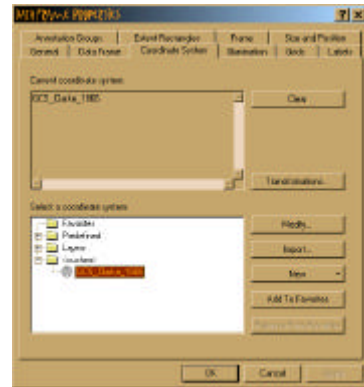 Annotation Groups
Extent Rectangles
Frame
Size and Position
General
Data Frame
Coordinate System
Illumination
Grids
Labels
Current coordinate system:
Clear
Transformations...
Select a coordinate system:
Favorites
Predefined
Layers
<custom>
Modify...
Import...
New
Add To Favorites
OK
Cancel